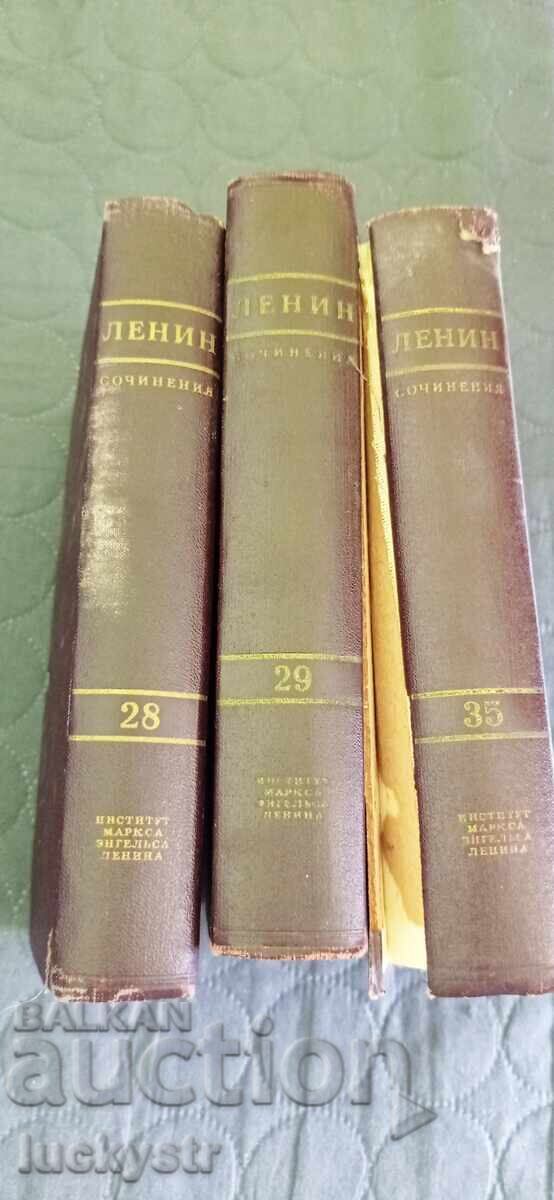 ЛЕНИН
СОЧИНЕНИЯ
28
ИНСТИТУТ
МАРКСА
ЭНГЕЛЬСА
ЛЕНИНА
ЛЕНИН
СОЧИНЕНИЯ
29
ИНСТИТУТ
МАРКСА
ЭНГЕЛЬСА
ЛЕНИНА
ЛЕНИН
СОЧИНЕНИЯ
35
ИНСТИТУТ
МАРКСА
ЭНГЕЛЬСА
ЛЕНИНА
BALKAN
auction
luckystr